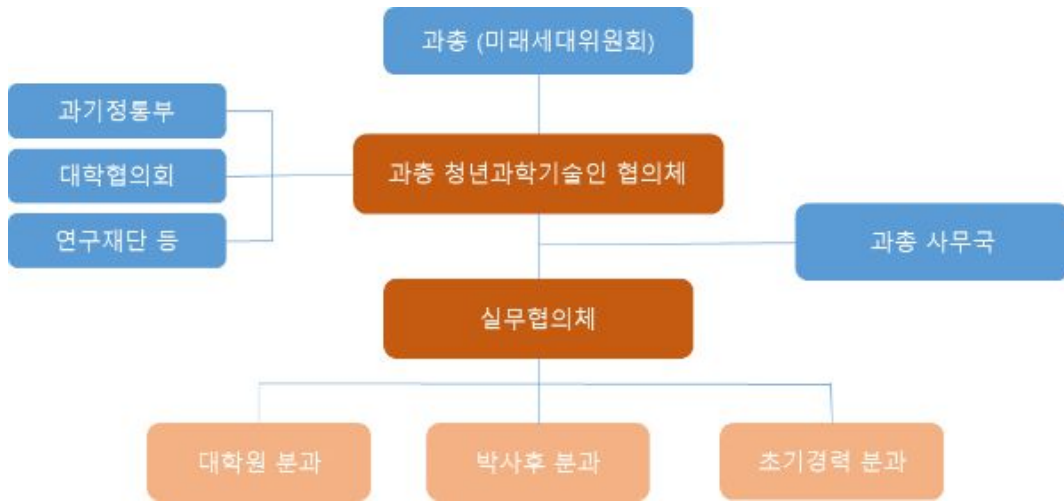 과총 (미래세대위원회)
과기정통부
대학협의회
연구재단 등
과총 청년과학기술인 협의체
과총 사무국
실무협의체
대학원 분과
박사후 분과
초기경력 분과